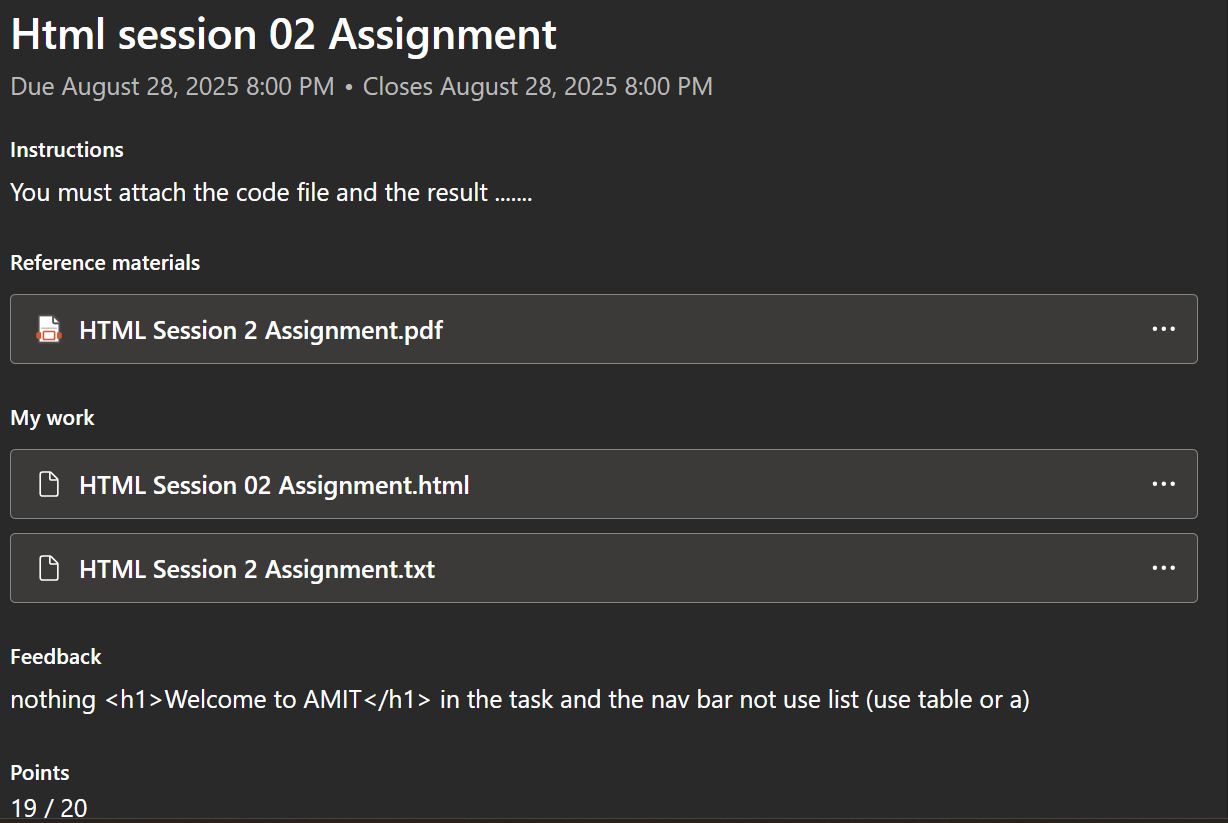 Html session 02 Assignment
Due August 28, 2025 8:00 PM • Closes August 28, 2025 8:00 PM
Instructions
You must attach the code file and the result .......
Reference materials
HTML Session 2 Assignment.pdf
My work
HTML Session 02 Assignment.html
HTML Session 2 Assignment.txt
Feedback
nothing <h1>Welcome to AMIT</h1> in the task and the nav bar not use list (use table or a)
Points
19 / 20